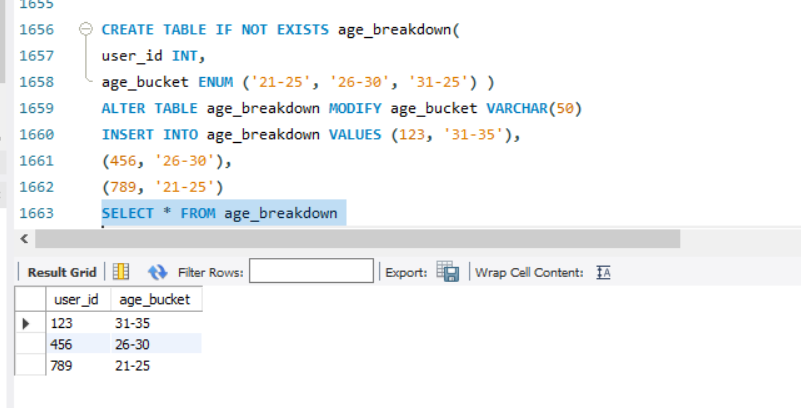 1655
1656 CREATE TABLE IF NOT EXISTS age_breakdown(
1657 user_id INT,
1658 age_bucket ENUM ('21-25', '26-30', '31-25') )
1659 ALTER TABLE age_breakdown MODIFY age_bucket VARCHAR(50)
1660 INSERT INTO age_breakdown VALUES (123, '31-35'),
1661 (456, '26-30'),
1662 (789, '21-25')
1663 SELECT * FROM age_breakdown
Result Grid Filter Rows: Export: Wrap Cell Content: IA
user_id age_bucket
123 31-35
456 26-30
789 21-25